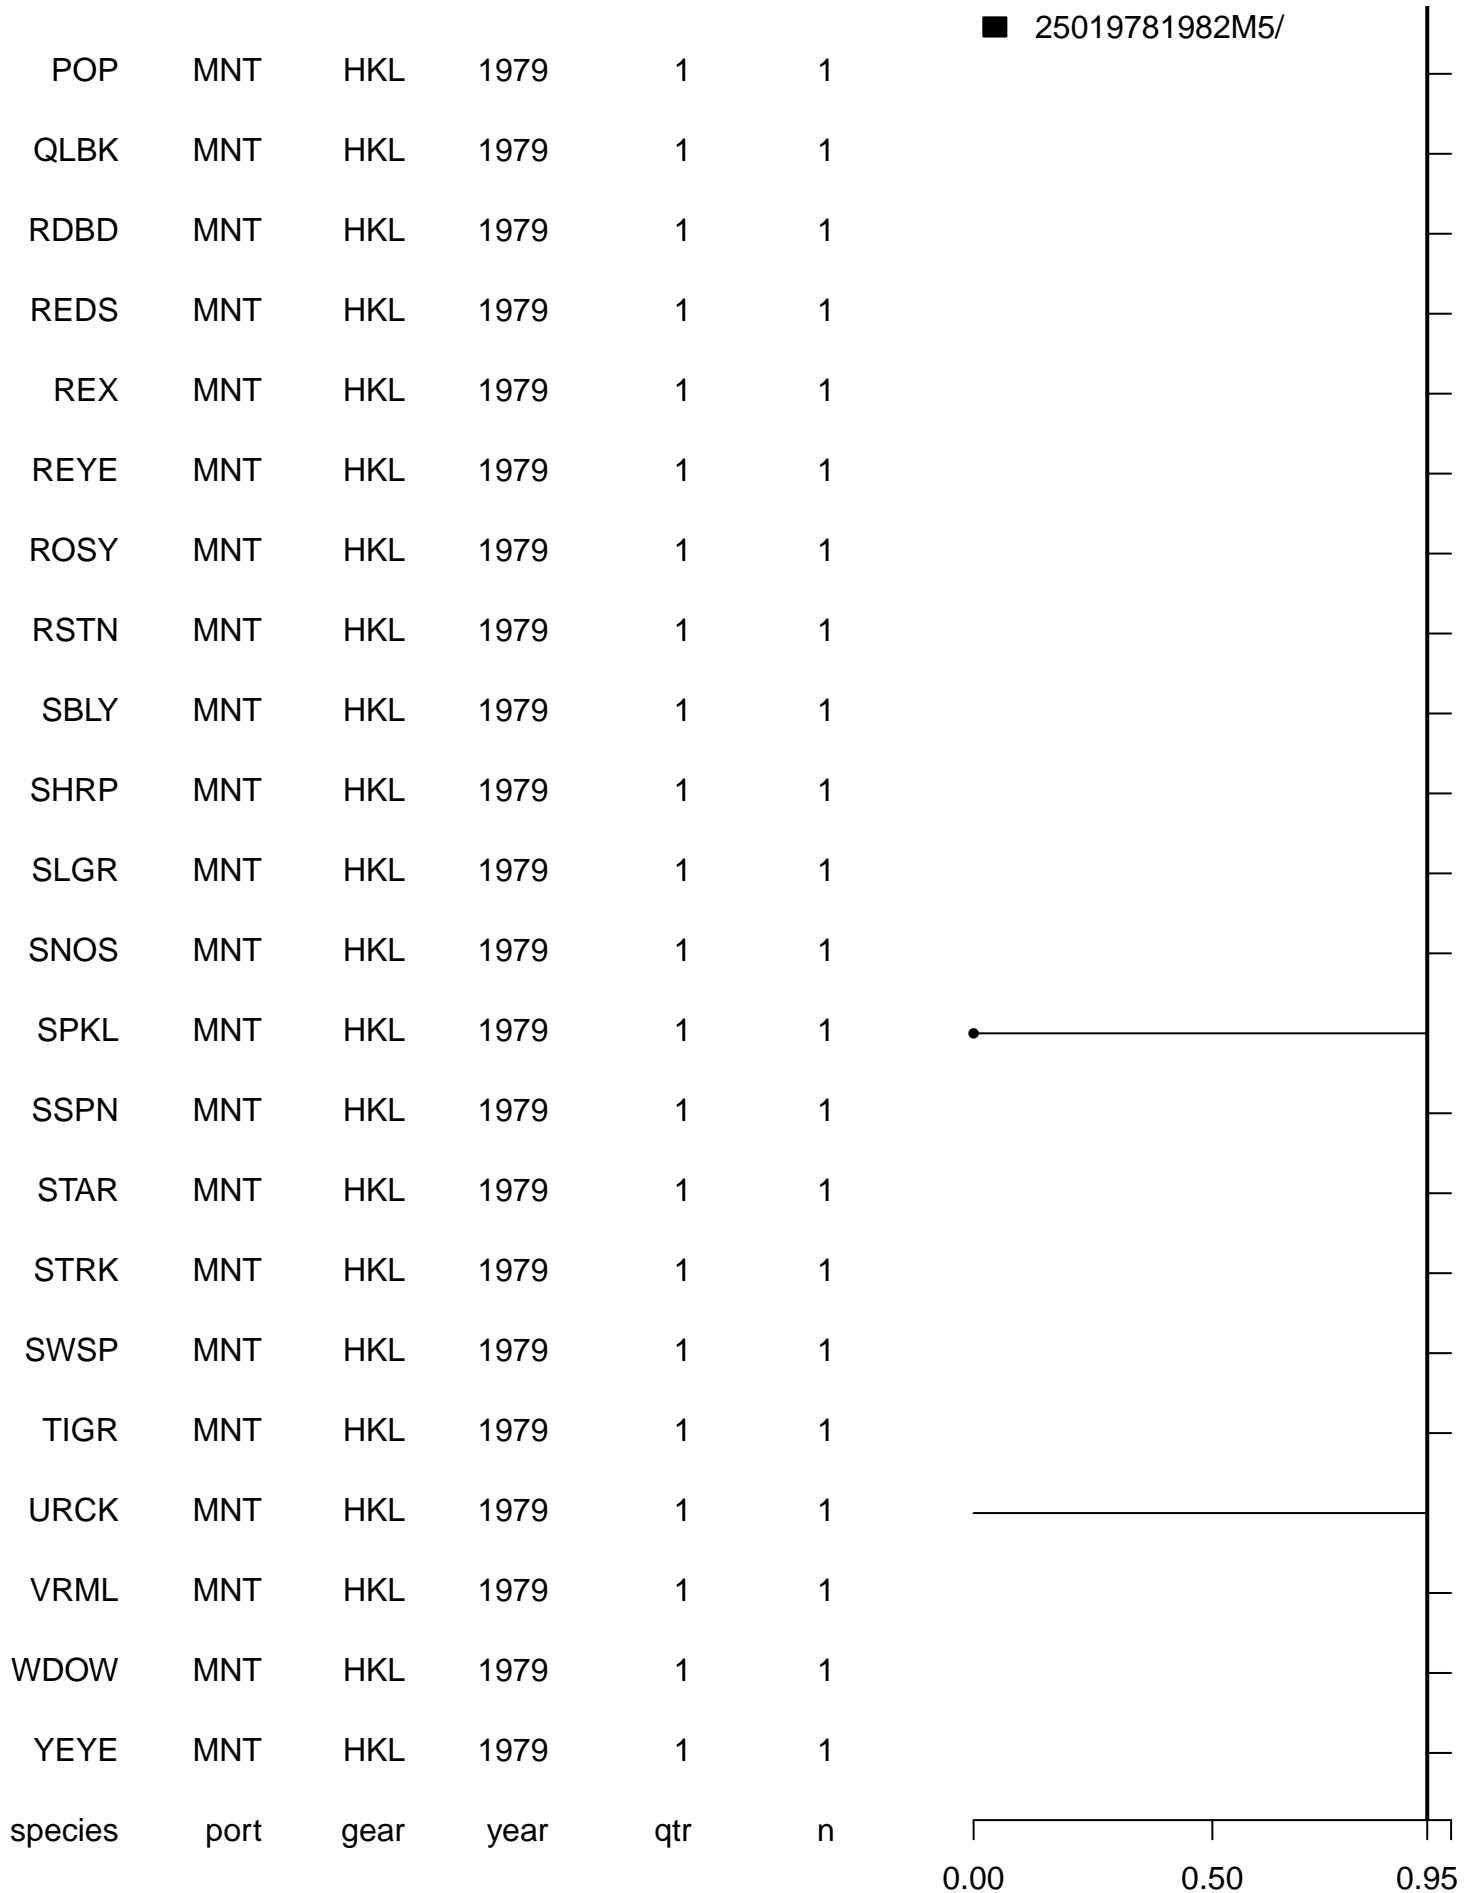 25019781982M5/
POP MNT HKL 1979 1 1
QLBK MNT HKL 1979 1 1
RDBD MNT HKL 1979 1 1
REDS MNT HKL 1979 1 1
REX MNT HKL 1979 1 1
REYE MNT HKL 1979 1 1
ROSY MNT HKL 1979 1 1
RSTN MNT HKL 1979 1 1
SBLY MNT HKL 1979 1 1
SHRP MNT HKL 1979 1 1
SLGR MNT HKL 1979 1 1
SNOS MNT HKL 1979 1 1
SPKL MNT HKL 1979 1 1
SSPN MNT HKL 1979 1 1
STAR MNT HKL 1979 1 1
STRK MNT HKL 1979 1 1
SWSP MNT HKL 1979 1 1
TIGR MNT HKL 1979 1 1
URCK MNT HKL 1979 1 1
VRML MNT HKL 1979 1 1
WDOW MNT HKL 1979 1 1
YEYE MNT HKL 1979 1 1
species port gear year qtr n
0.00 0.50 0.95